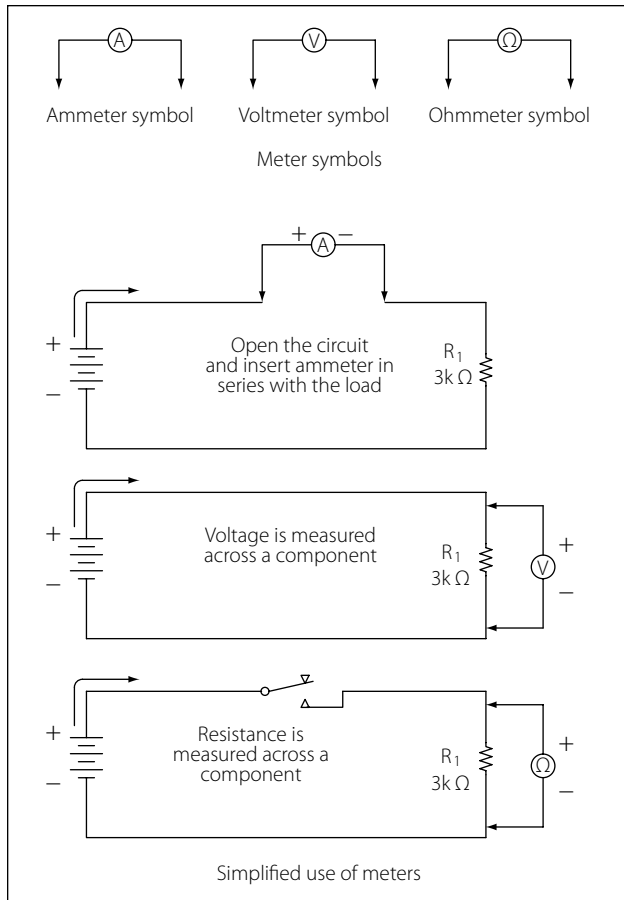 A V Ω
Ammeter symbol Voltmeter symbol Ohmmeter symbol
Meter symbols
+ A −
+
−
Open the circuit
and insert ammeter in
series with the load
R1
3k Ω
+
−
Voltage is measured
across a component
R1
3k Ω
+
V
−
+
−
Resistance is
measured across a
component
R1
3k Ω
+
Ω
−
Simplified use of meters